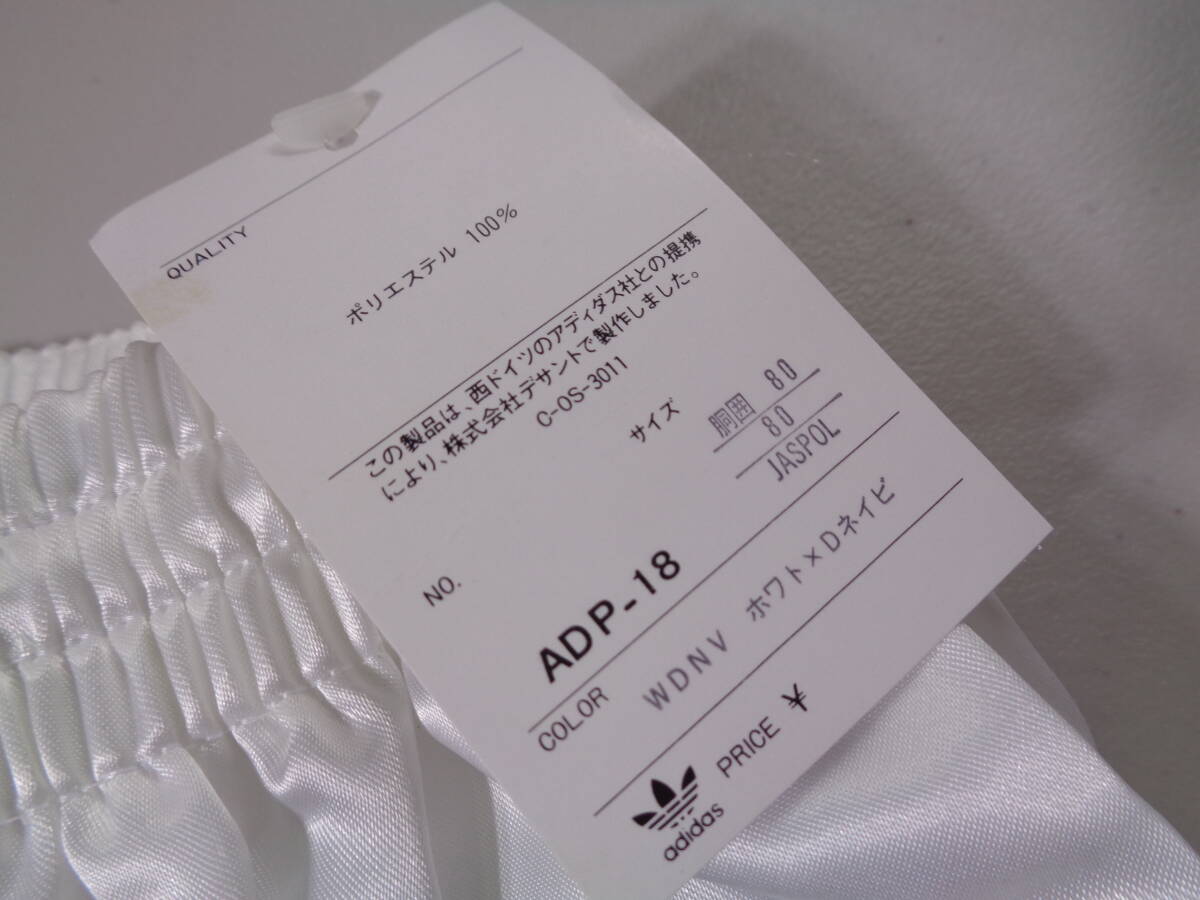 QUALITY
ポリエステル 100%
この製品は、西ドイツのアディダス社との提携
により、株式会社デサントで製作しました。
C-OS-3011
サイズ
胴囲 80
80
JASPOL
NO.
ADP-18
COLOR
WDNV ホワト×Dネイビ
PRICE ¥
adidas